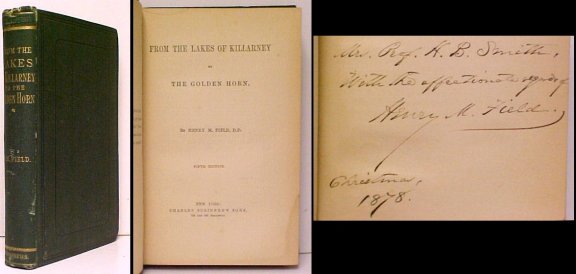 FROM THE
LAKES
OF KILLARNEY
TO THE
GOLDEN HORN
FIELD.
FROM THE LAKES OF KILLARNEY
TO
THE GOLDEN HORN.
By HENRY M. FIELD, D.D.
FIFTH EDITION.
NEW YORK:
CHARLES SCRIBNER'S SONS,
Mrs. Prof. H. B. Smith,
With the affectionate regards of
Henry M. Field.
Christmas,
1878.